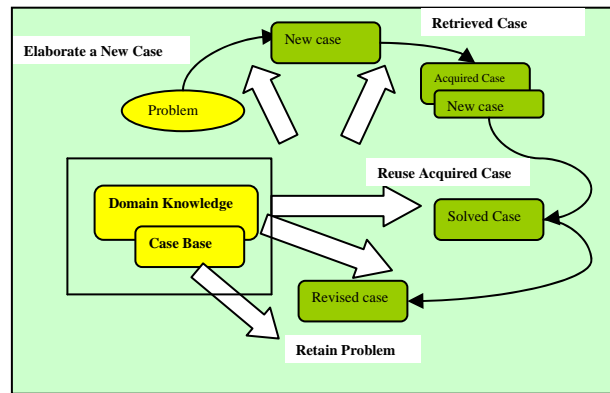 Retrieved Case
Elaborate a New Case
New case
Acquired Case
New case
Problem
Reuse Acquired Case
Domain Knowledge
Case Base
Solved Case
Revised case
Retain Problem